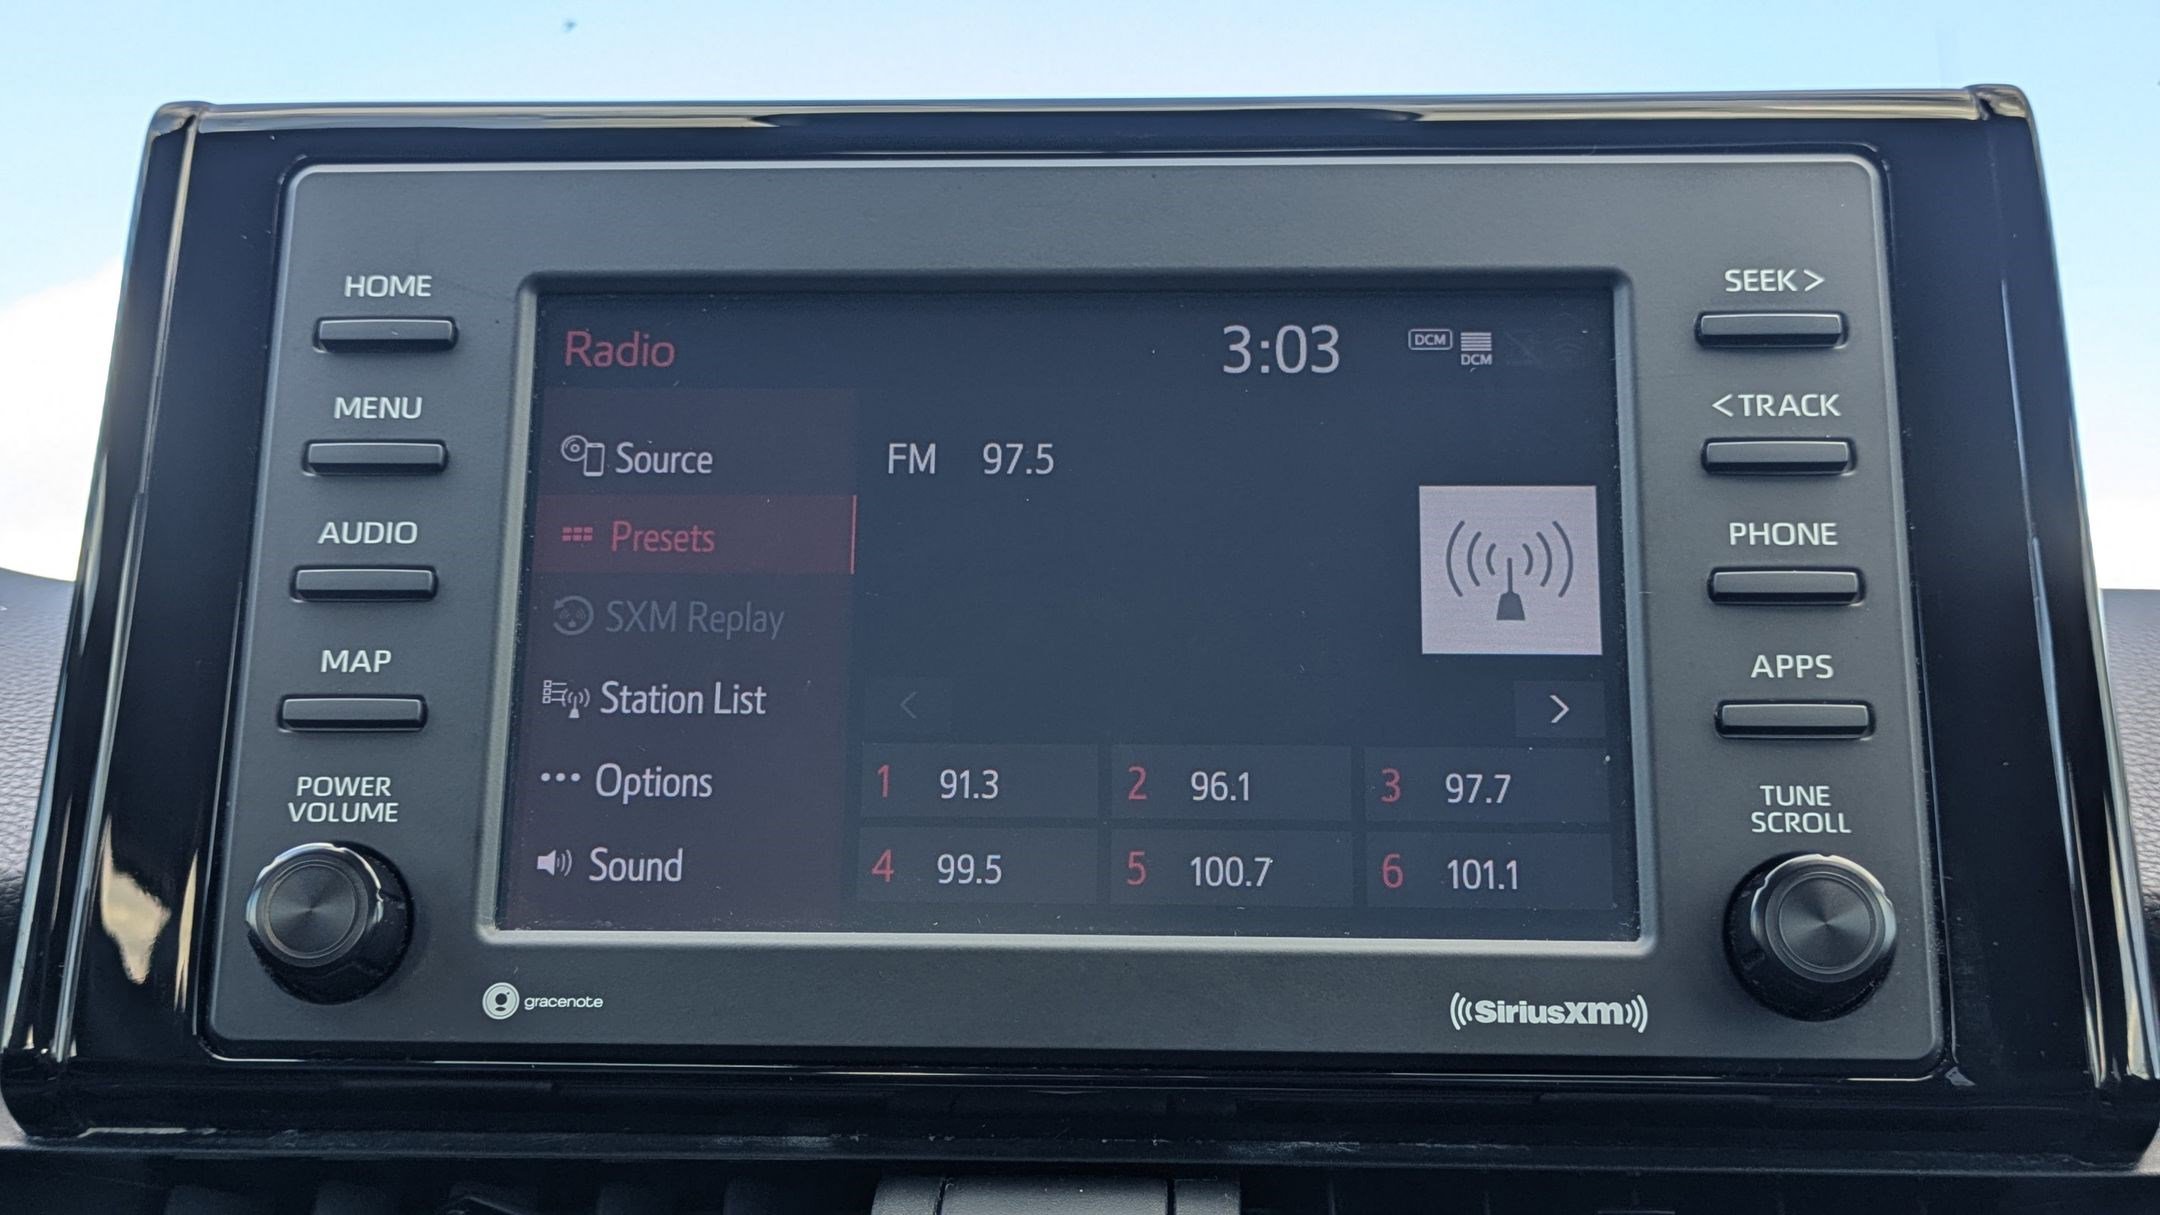 HOME
MENU
AUDIO
MAP
POWER
VOLUME
Radio
3:03
DCM
DCM
Source
Presets
SXM Replay
Station List
Options
Sound
FM 97.5
<
>
1 91.3
2 96.1
3 97.7
4 99.5
5 100.7
6 101.1
SEEK >
< TRACK
PHONE
APPS
TUNE
SCROLL
g gracenote
((SiriusXM))